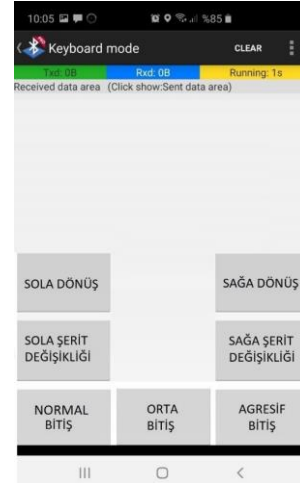 10:05 %85
Keyboard mode CLEAR
Txd: 0B Rxd: 0B Running: 1s
Received data area (Click show:Sent data area)
SOLA DÖNÜŞ SAĞA DÖNÜŞ
SOLA ŞERİT SAĞA ŞERİT
DEĞİŞİKLİĞİ DEĞİŞİKLİĞİ
NORMAL ORTA AGRESİF
BİTİŞ BİTİŞ BİTİŞ